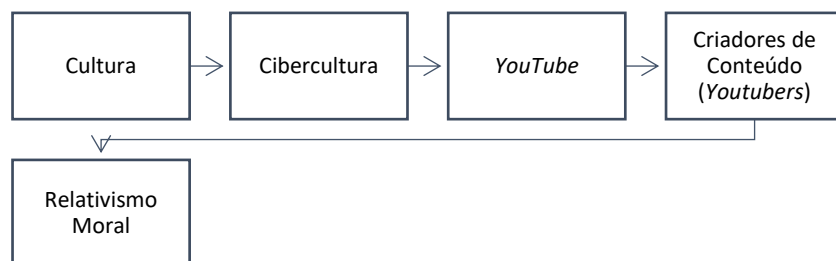 Cultura
Cibercultura
YouTube
Criadores de
Conteúdo
(Youtubers)
Relativismo
Moral